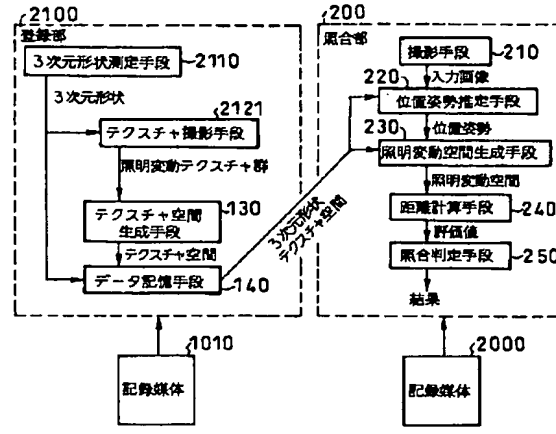 2100
登録部
3次元形状測定手段
2110
3次元形状
2121
テクスチャ撮影手段
照明変動テクスチャ群
130
テクスチャ空間
生成手段
テクスチャ空間
データ記憶手段
140
3次元形状
テクスチャ空間
1010
記録媒体
200
照合部
撮影手段
210
入力画像
220
位置姿勢推定手段
位置姿勢
230
照明変動空間生成手段
照明変動空間
距離計算手段
240
評価値
照合判定手段
250
結果
2000
記録媒体